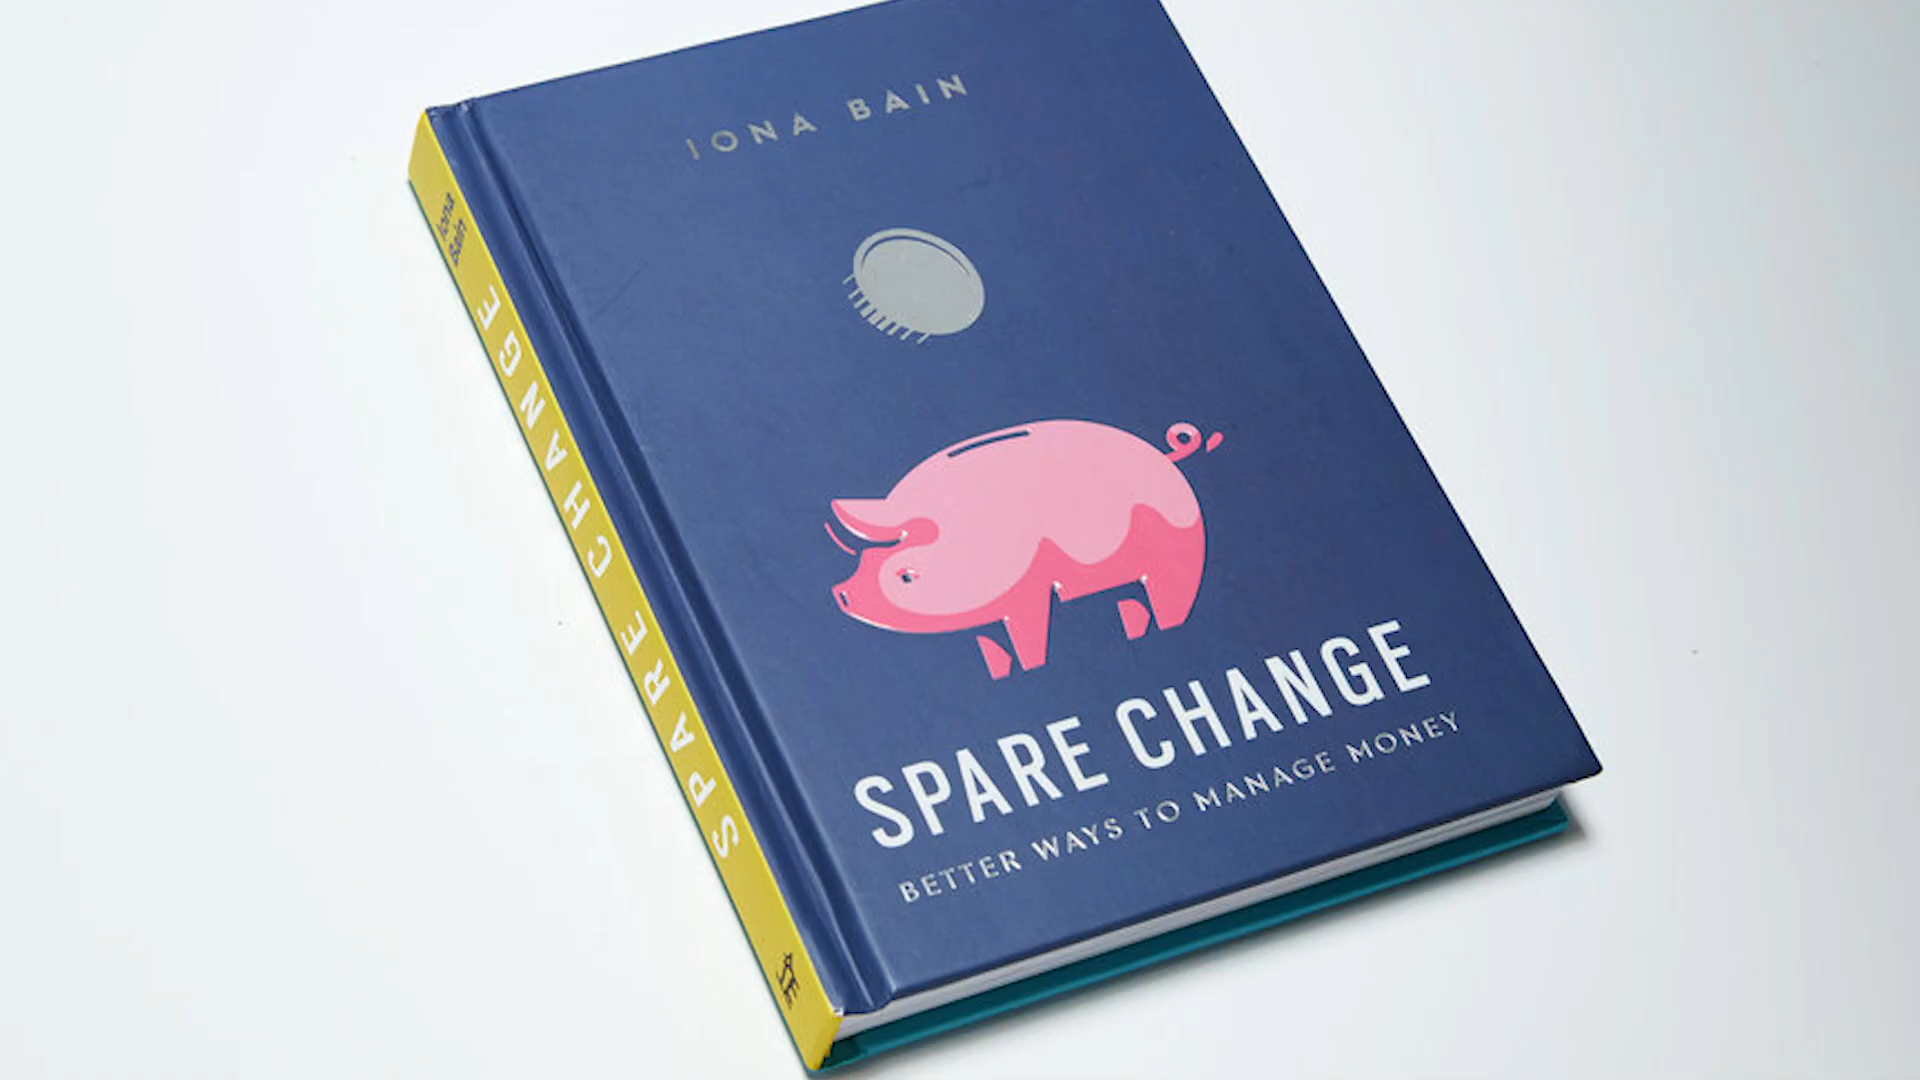 IONA BAIN
SPARE CHANGE
BETTER WAYS TO MANAGE MONEY
Iona
Bain
SPARE CHANGE